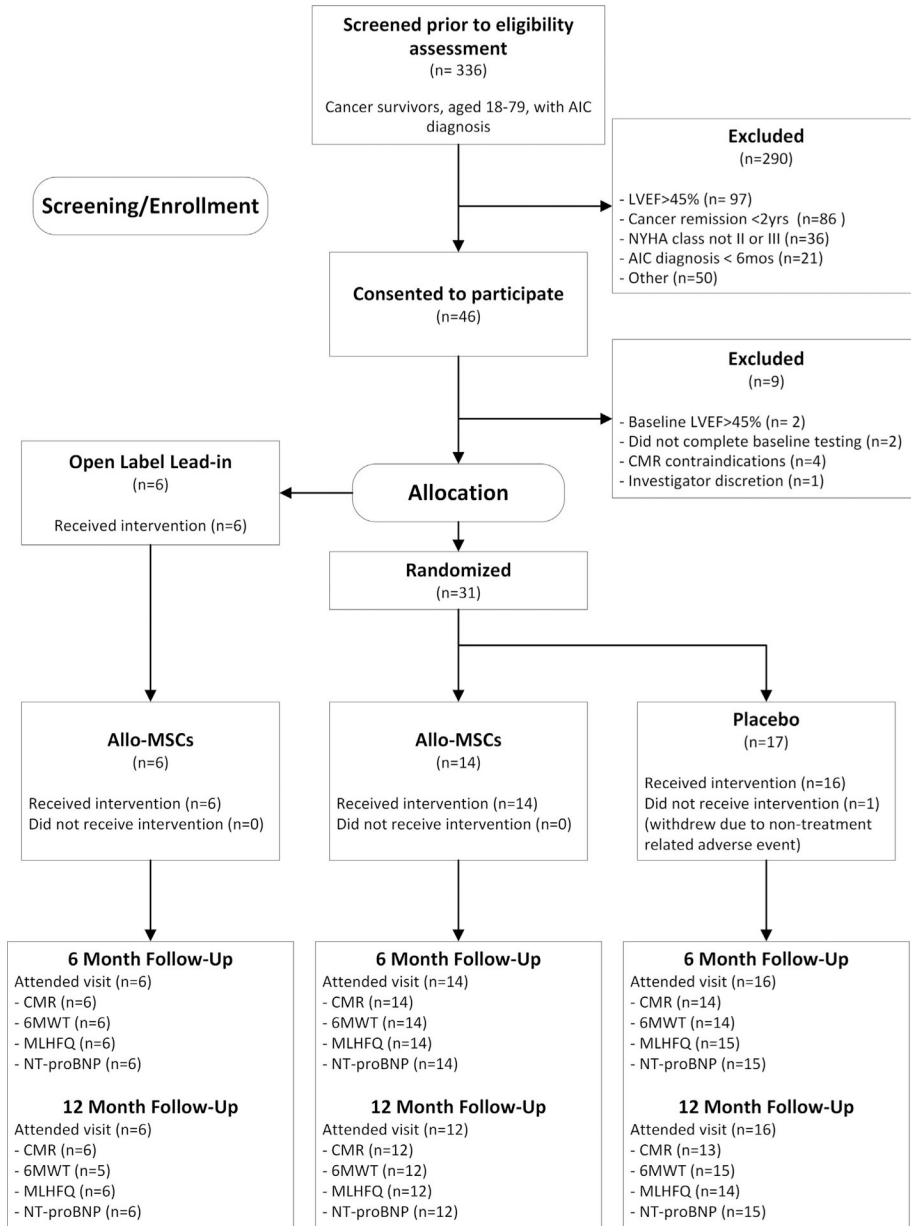 Screened prior to eligibility
assessment
(n= 336)
Cancer survivors, aged 18-79, with AIC
diagnosis
Excluded
(n=290)
- LVEF>45% (n= 97)
- Cancer remission <2yrs (n=86 )
- NYHA class not II or III (n=36)
- AIC diagnosis < 6mos (n=21)
- Other (n=50)
Screening/Enrollment
Consented to participate
(n=46)
Excluded
(n=9)
- Baseline LVEF>45% (n= 2)
- Did not complete baseline testing (n=2)
- CMR contraindications (n=4)
- Investigator discretion (n=1)
Open Label Lead-in
(n=6)
Received intervention (n=6)
Allocation
Randomized
(n=31)
Allo-MSCs
(n=6)
Received intervention (n=6)
Did not receive intervention (n=0)
Allo-MSCs
(n=14)
Received intervention (n=14)
Did not receive intervention (n=0)
Placebo
(n=17)
Received intervention (n=16)
Did not receive intervention (n=1)
(withdrew due to non-treatment
related adverse event)
6 Month Follow-Up
Attended visit (n=6)
- CMR (n=6)
- 6MWT (n=6)
- MLHFQ (n=6)
- NT-proBNP (n=6)
12 Month Follow-Up
Attended visit (n=6)
- CMR (n=6)
- 6MWT (n=5)
- MLHFQ (n=6)
- NT-proBNP (n=6)
6 Month Follow-Up
Attended visit (n=14)
- CMR (n=14)
- 6MWT (n=14)
- MLHFQ (n=14)
- NT-proBNP (n=14)
12 Month Follow-Up
Attended visit (n=12)
- CMR (n=12)
- 6MWT (n=12)
- MLHFQ (n=12)
- NT-proBNP (n=12)
6 Month Follow-Up
Attended visit (n=16)
- CMR (n=14)
- 6MWT (n=14)
- MLHFQ (n=15)
- NT-proBNP (n=15)
12 Month Follow-Up
Attended visit (n=16)
- CMR (n=13)
- 6MWT (n=15)
- MLHFQ (n=14)
- NT-proBNP (n=15)